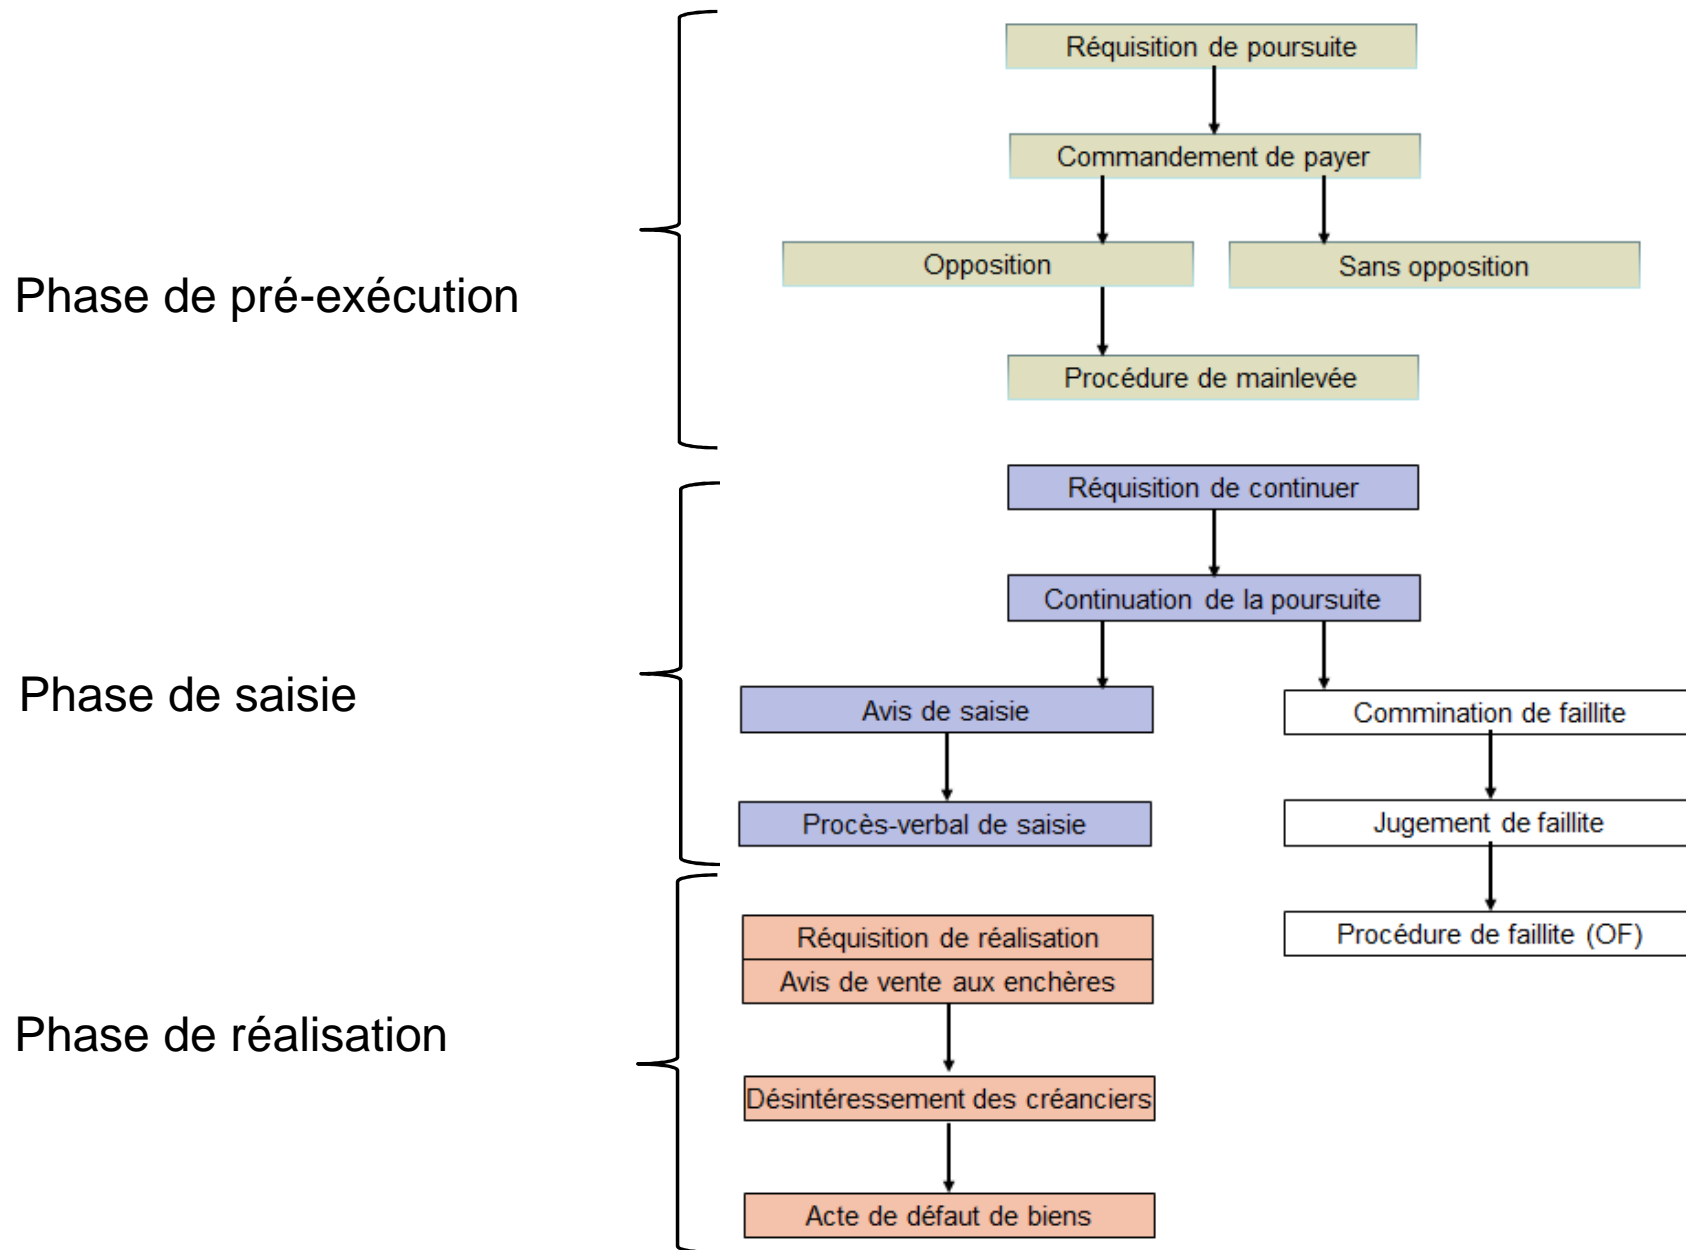 Phase de pré-exécution
Réquisition de poursuite
Commandement de payer
Opposition
Sans opposition
Procédure de mainlevée
Phase de saisie
Réquisition de continuer
Continuation de la poursuite
Avis de saisie
Commination de faillite
Procès-verbal de saisie
Jugement de faillite
Phase de réalisation
Réquisition de réalisation
Procédure de faillite (OF)
Avis de vente aux enchères
Désintéressement des créanciers
Acte de défaut de biens